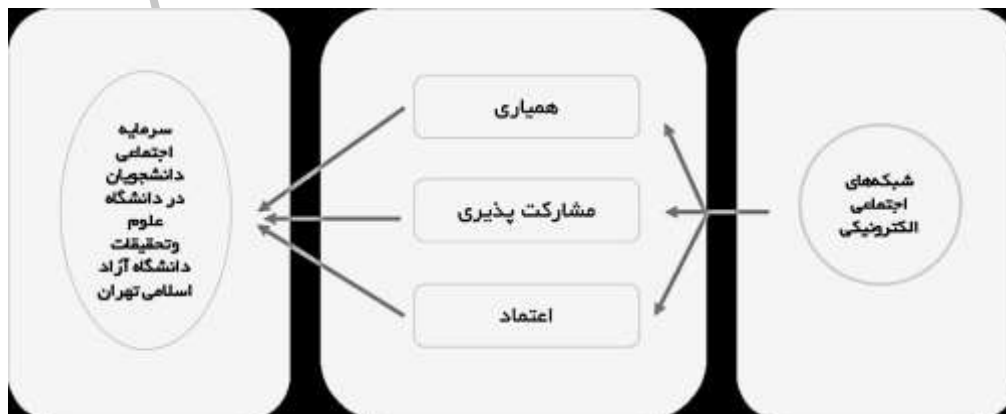 شبکه‌های
اجتماعی
الکترونیکی
همیاری
مشارکت پذیری
اعتماد
سرمایه
اجتماعی
دانشجویان
در دانشگاه
علوم
وتحقیقات
دانشگاه آزاد
اسلامی تهران